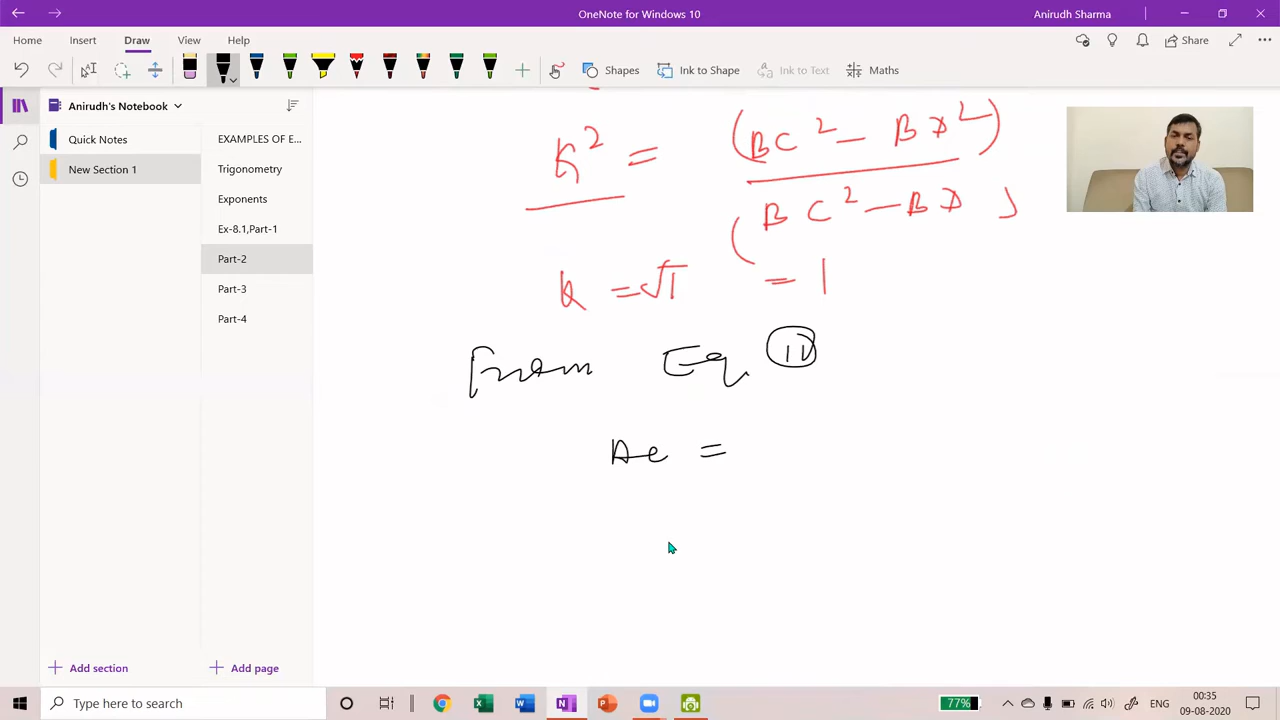 OneNote for Windows 10
Anirudh Sharma
Home Insert Draw View Help
Share
Shapes Ink to Shape Ink to Text Maths
Anirudh's Notebook
Quick Notes
New Section 1
EXAMPLES OF E...
Trigonometry
Exponents
Ex-8.1,Part-1
Part-2
Part-3
Part-4
K² = (BC² - BD²)
(BC² - BD )
K = √1 = 1
From Eq (11)
Ac =
Add section
Add page
Type here to search
77%
ENG
00:35
09-08-2020